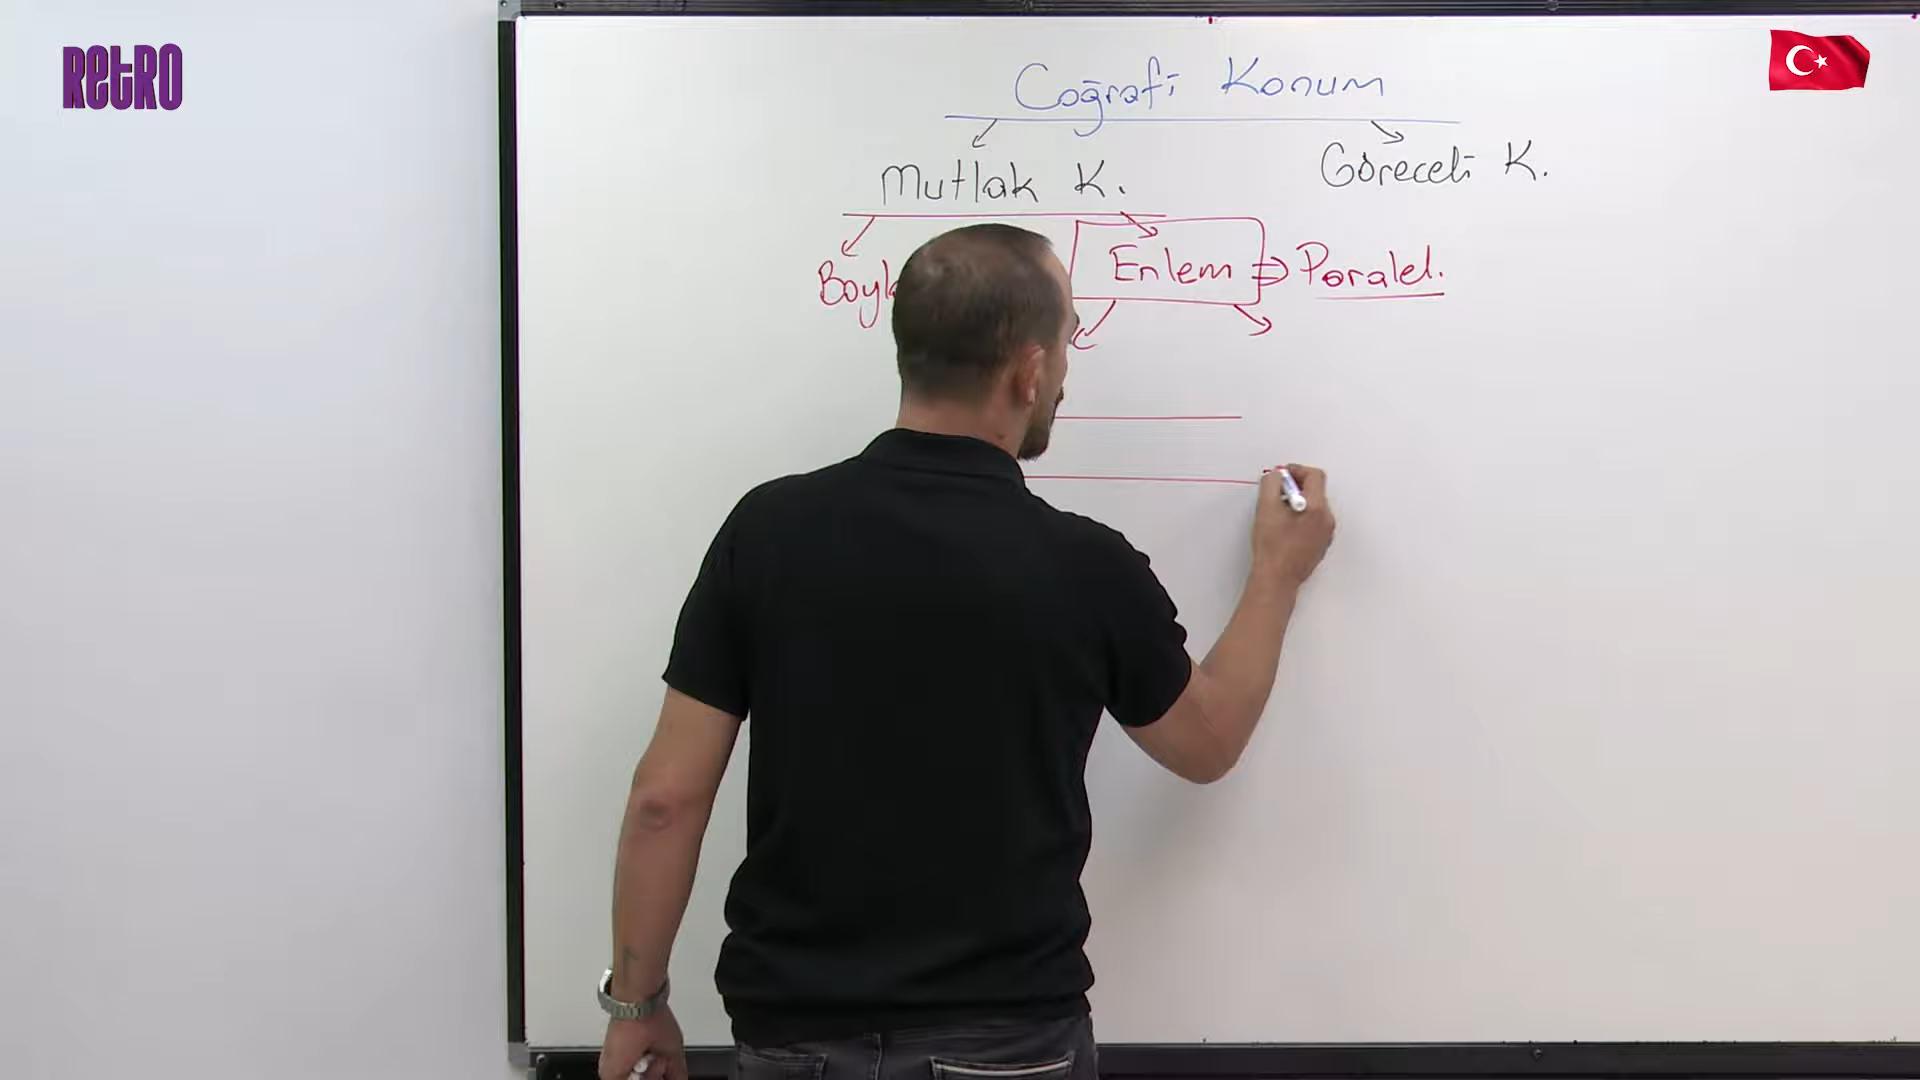 RETRO
Coğrafi Konum
Mutlak K.
Göreceli K.
Enlem
Paralel.